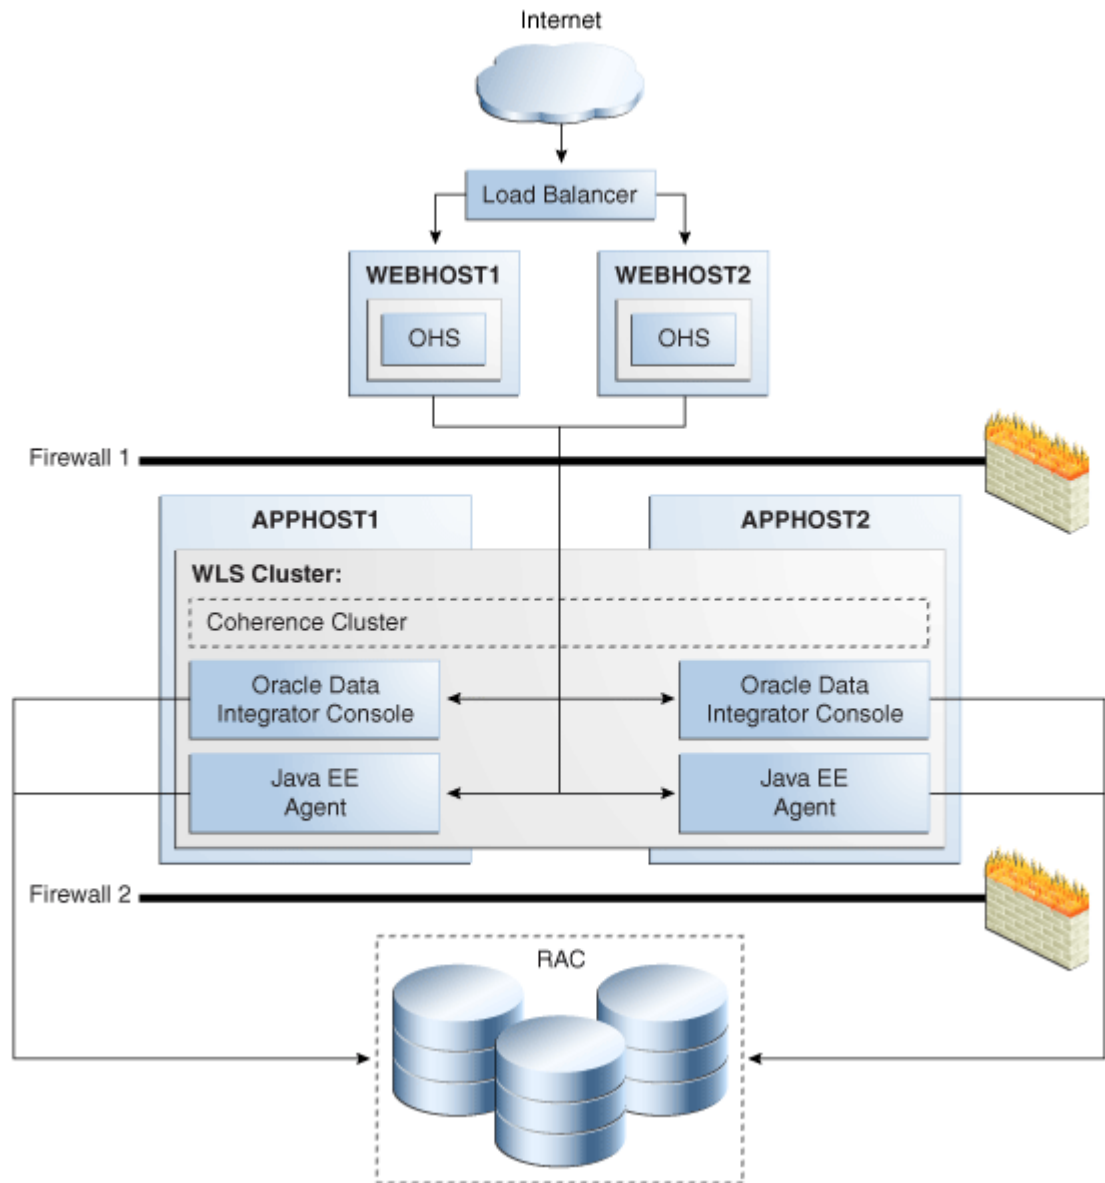 Internet
Load Balancer
WEBHOST1
WEBHOST2
OHS
OHS
Firewall 1
APPHOST1
APPHOST2
WLS Cluster:
Coherence Cluster
Oracle Data
Integrator Console
Oracle Data
Integrator Console
Java EE
Agent
Java EE
Agent
Firewall 2
RAC